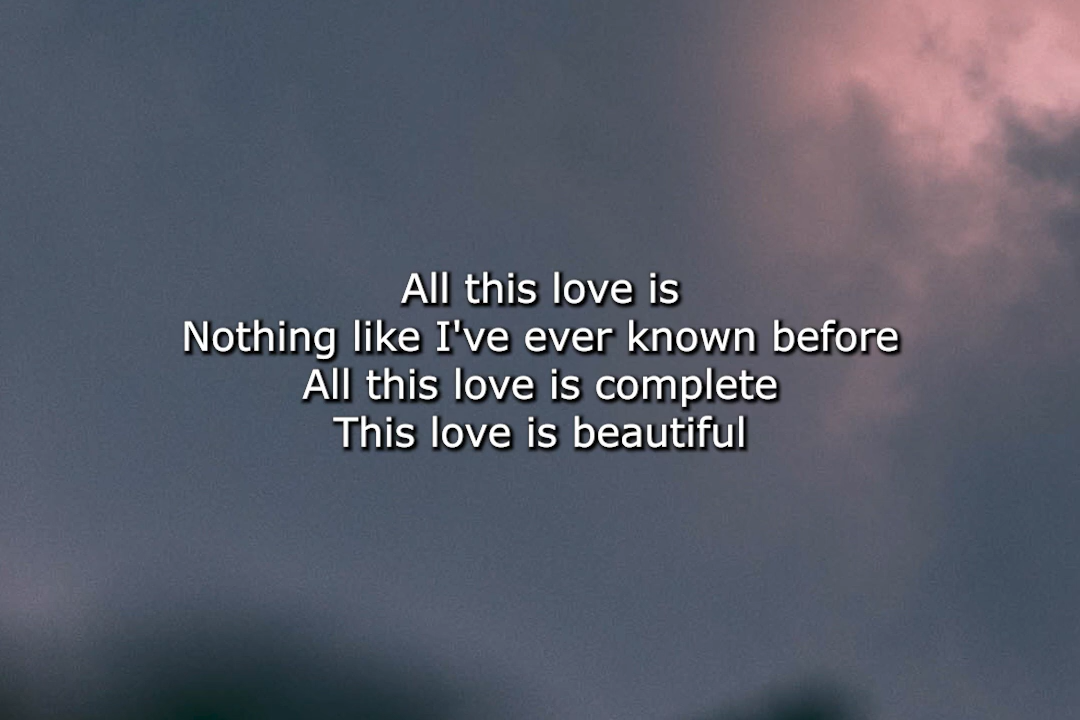 All this love is
Nothing like I've ever known before
All this love is complete
This love is beautiful